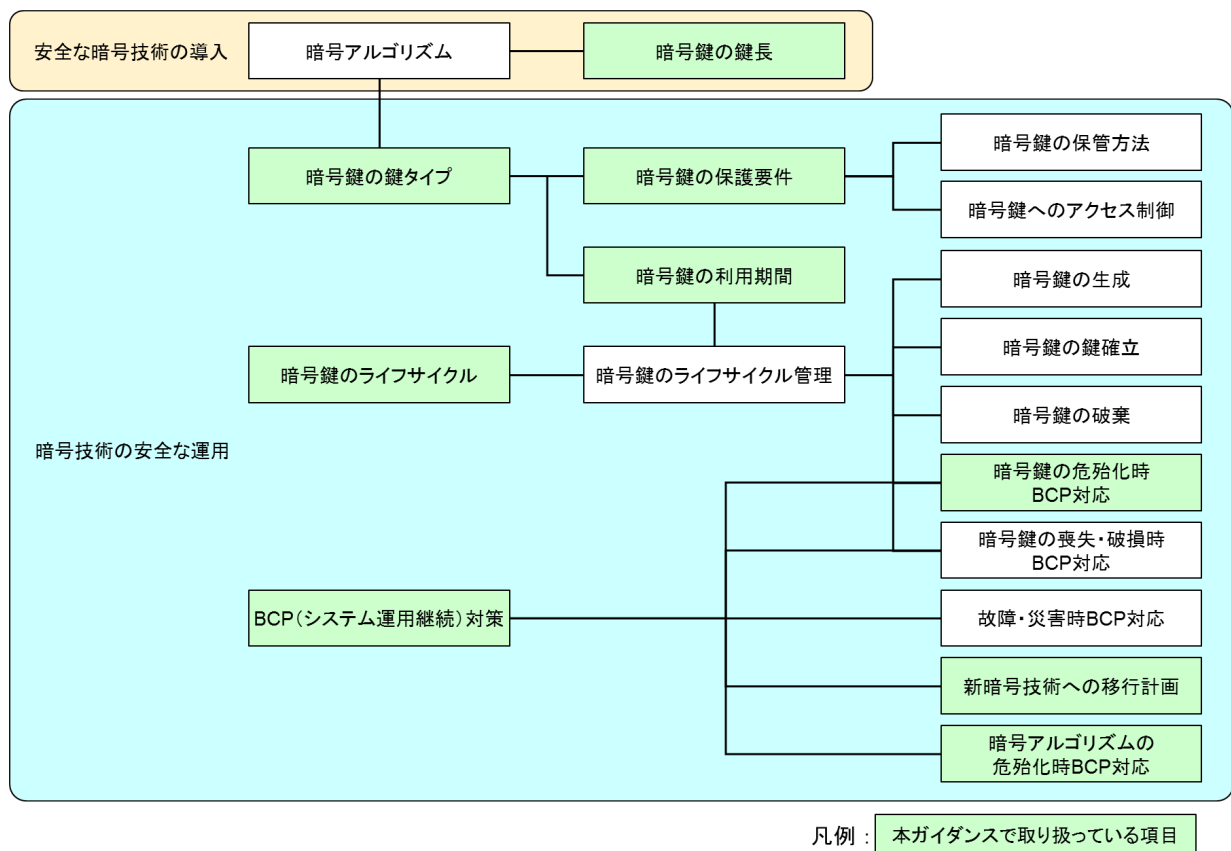 安全な暗号技術の導入
暗号アルゴリズム
暗号鍵の鍵長
暗号鍵の鍵タイプ
暗号鍵の保護要件
暗号鍵の保管方法
暗号鍵へのアクセス制御
暗号鍵の利用期間
暗号鍵の生成
暗号鍵の鍵確立
暗号鍵のライフサイクル
暗号鍵のライフサイクル管理
暗号鍵の破棄
暗号技術の安全な運用
暗号鍵の危殆化時
BCP対応
暗号鍵の喪失・破損時
BCP対応
BCP(システム運用継続)対策
故障・災害時BCP対応
新暗号技術への移行計画
暗号アルゴリズムの
危殆化時BCP対応
凡例：
本ガイダンスで取り扱っている項目